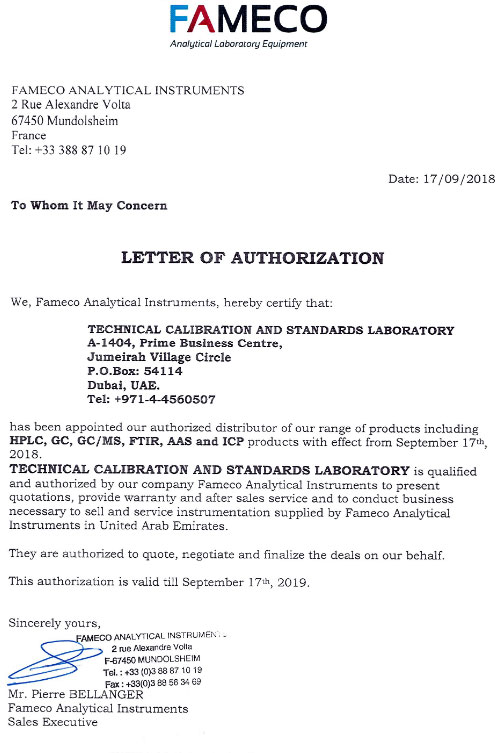 FAMECO
Analytical Laboratory Equipment
FAMECO ANALYTICAL INSTRUMENTS
2 Rue Alexandre Volta
67450 Mundolsheim
France
Tel: +33 388 87 10 19
Date: 17/09/2018
To Whom It May Concern
LETTER OF AUTHORIZATION
We, Fameco Analytical Instruments, hereby certify that:
TECHNICAL CALIBRATION AND STANDARDS LABORATORY
A-1404, Prime Business Centre,
Jumeirah Village Circle
P.O.Box: 54114
Dubai, UAE.
Tel: +971-4-4560507
has been appointed our authorized distributor of our range of products including
HPLC, GC, GC/MS, FTIR, AAS and ICP products with effect from September 17th,
2018.
TECHNICAL CALIBRATION AND STANDARDS LABORATORY is qualified
and authorized by our company Fameco Analytical Instruments to present
quotations, provide warranty and after sales service and to conduct business
necessary to sell and service instrumentation supplied by Fameco Analytical
Instruments in United Arab Emirates.
They are authorized to quote, negotiate and finalize the deals on our behalf.
This authorization is valid till September 17th, 2019.
Sincerely yours,
FAMECO ANALYTICAL INSTRUMEN
2 rue Alexandre Volta
F-67450 MUNDOLSHEIM
Tel. : +33 (0)3 88 87 10 19
Fax : +33(0)3 88 56 34 69
Mr. Pierre BELLANGER
Fameco Analytical Instruments
Sales Executive